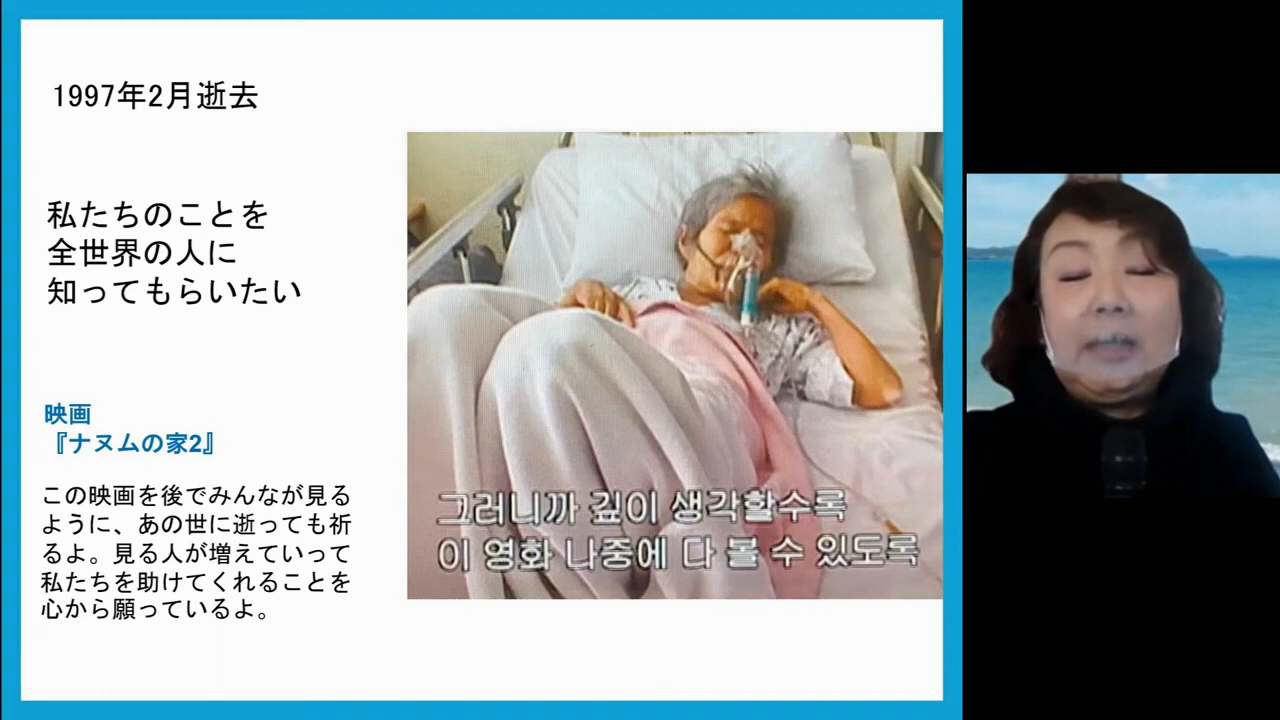 1997年2月逝去
私たちのことを
全世界の人に
知ってもらいたい
映画
『ナヌムの家2』
この映画を後でみんなが見る
ように、あの世に逝っても祈
るよ。見る人が増えていって
私たちを助けてくれることを
心から願っているよ。
그러니까 깊이 생각할수록
이 영화 나중에 다 볼 수 있도록